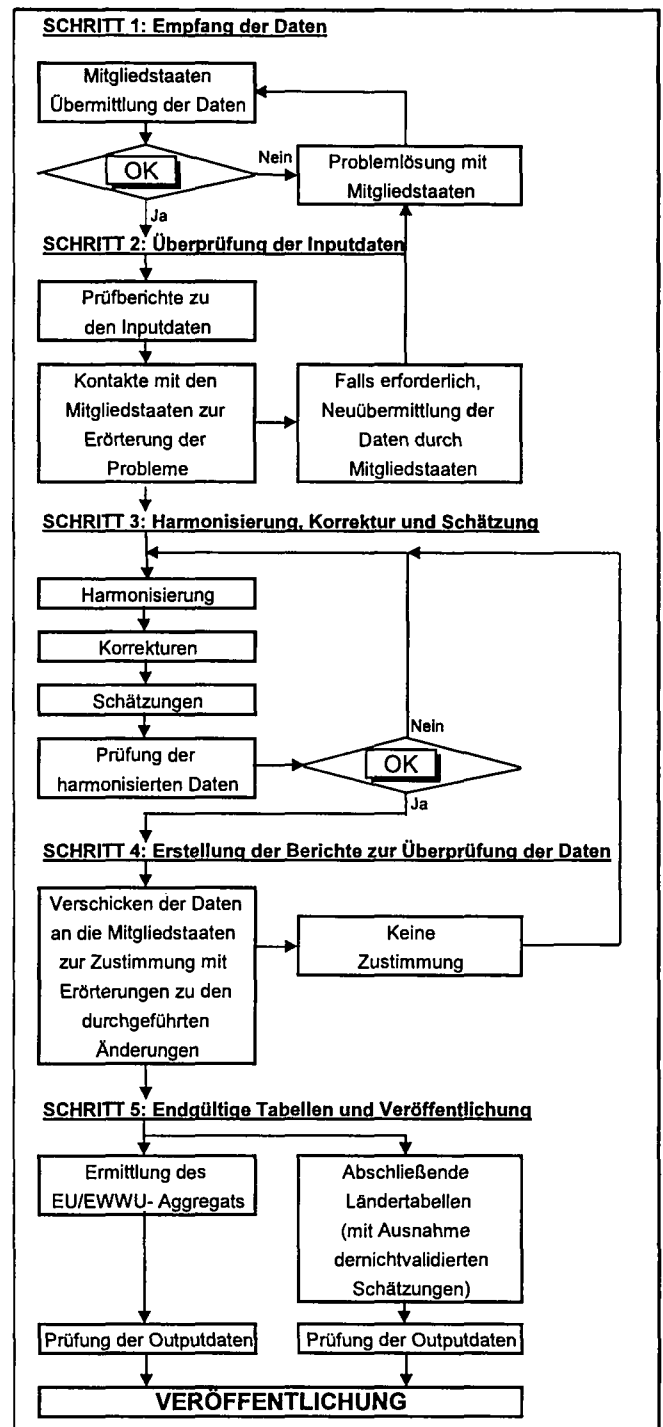 SCHRITT 1: Empfang der Daten
Mitgliedstaaten
Übermittlung der Daten
OK
Nein
Problemlösung mit
Mitgliedstaaten
Ja
SCHRITT 2: Überprüfung der Inputdaten
Prüfberichte zu
den Inputdaten
Kontakte mit den
Mitgliedstaaten zur
Erörterung der
Probleme
Falls erforderlich,
Neuübermittlung der
Daten durch
Mitgliedstaaten
SCHRITT 3: Harmonisierung, Korrektur und Schätzung
Harmonisierung
Korrekturen
Schätzungen
Prüfung der
harmonisierten Daten
Nein
OK
Ja
SCHRITT 4: Erstellung der Berichte zur Überprüfung der Daten
Verschicken der Daten
an die Mitgliedstaaten
zur Zustimmung mit
Erörterungen zu den
durchgeführten
Änderungen
Keine
Zustimmung
SCHRITT 5: Endgültige Tabellen und Veröffentlichung
Ermittlung des
EU/EWWU- Aggregats
Abschließende
Ländertabellen
(mit Ausnahme
dernichtvalidierten
Schätzungen)
Prüfung der Outputdaten
Prüfung der Outputdaten
VERÖFFENTLICHUNG